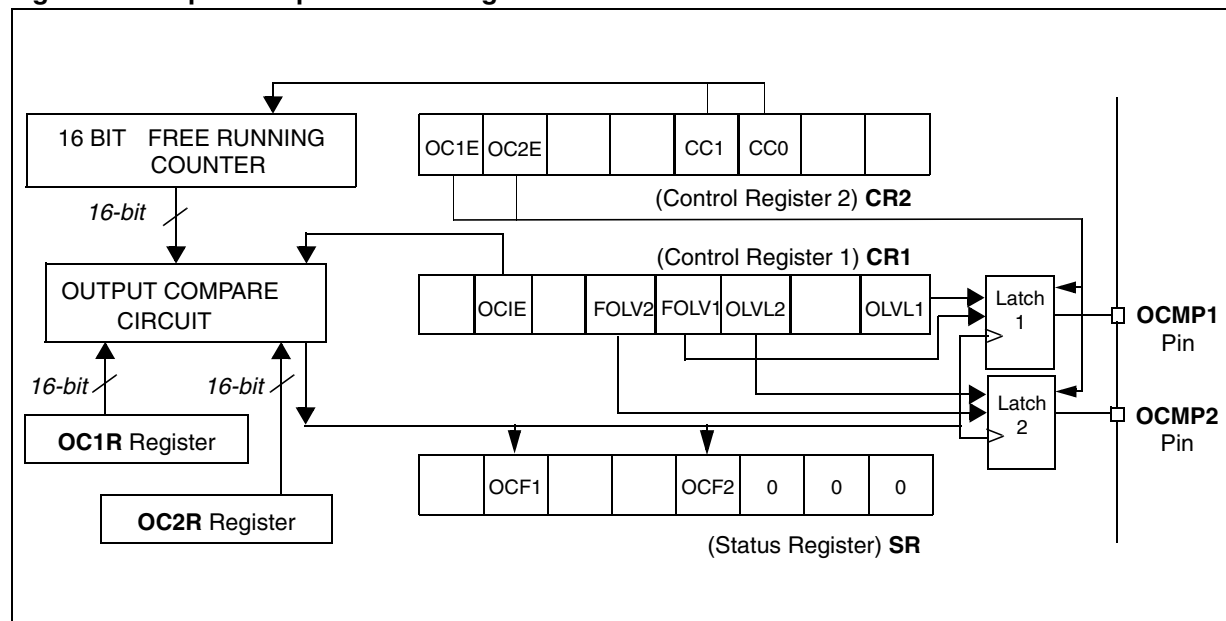 16 BIT FREE RUNNING
COUNTER
OC1E OC2E CC1 CC0
(Control Register 2) CR2
16-bit
(Control Register 1) CR1
OUTPUT COMPARE
CIRCUIT
OCIE FOLV2 FOLV1 OLVL2 OLVL1
Latch
1
OCMP1
Pin
16-bit
16-bit
Latch
2
OCMP2
Pin
OC1R Register
OCF1 OCF2 0 0 0
OC2R Register
(Status Register) SR